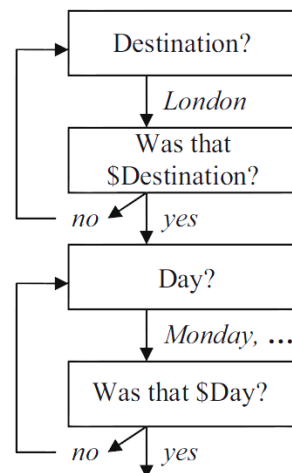 Destination?
London
Was that
$Destination?
no yes
Day?
Monday, ...
Was that $Day?
no yes